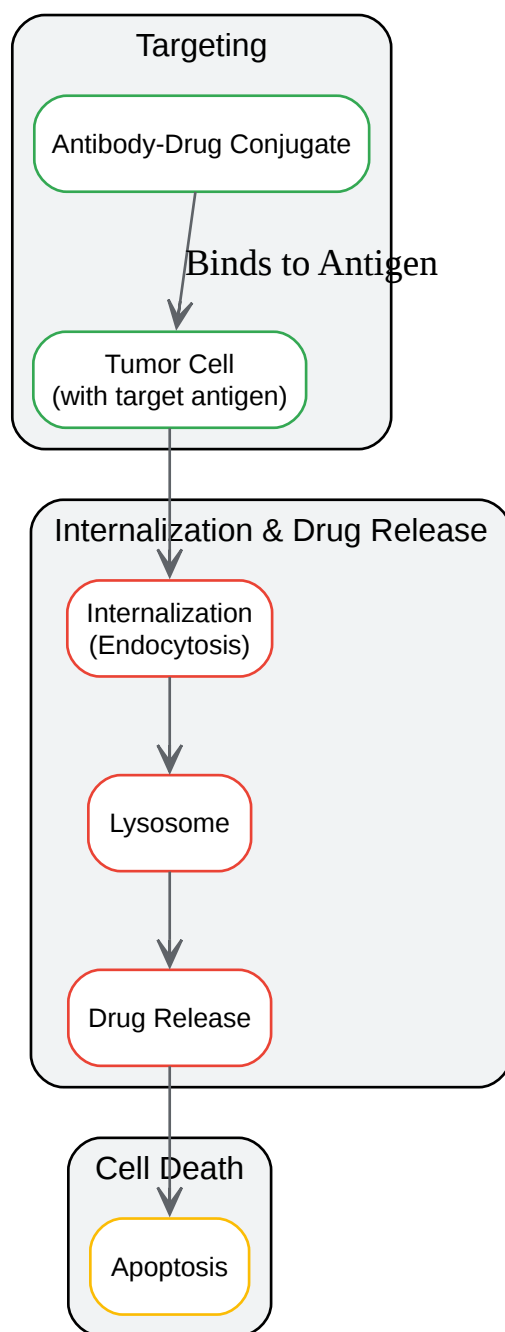 Targeting
Antibody-Drug Conjugate
Binds to Antigen
Tumor Cell
(with target antigen)
Internalization & Drug Release
Internalization
(Endocytosis)
Lysosome
Drug Release
Cell Death
Apoptosis